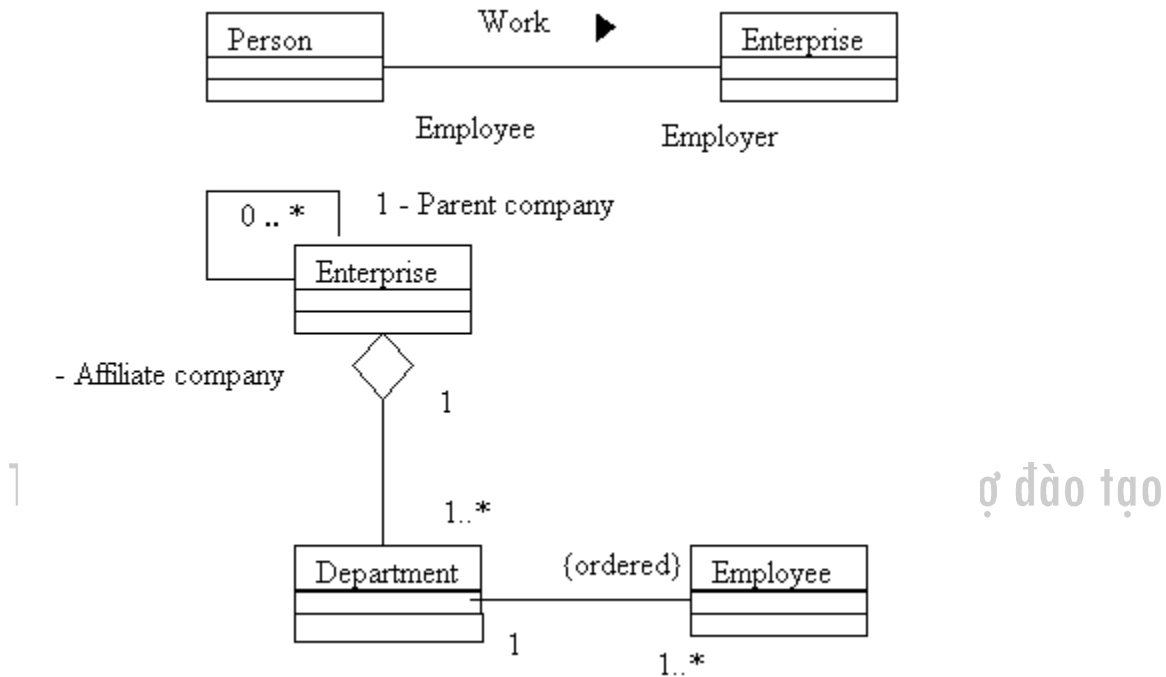 Work
Person
Enterprise
Employee
Employer
0 .. *
1 - Parent company
Enterprise
- Affiliate company
1
ợ đào tạo
1..*
Department
{ordered}
Employee
1
1..*